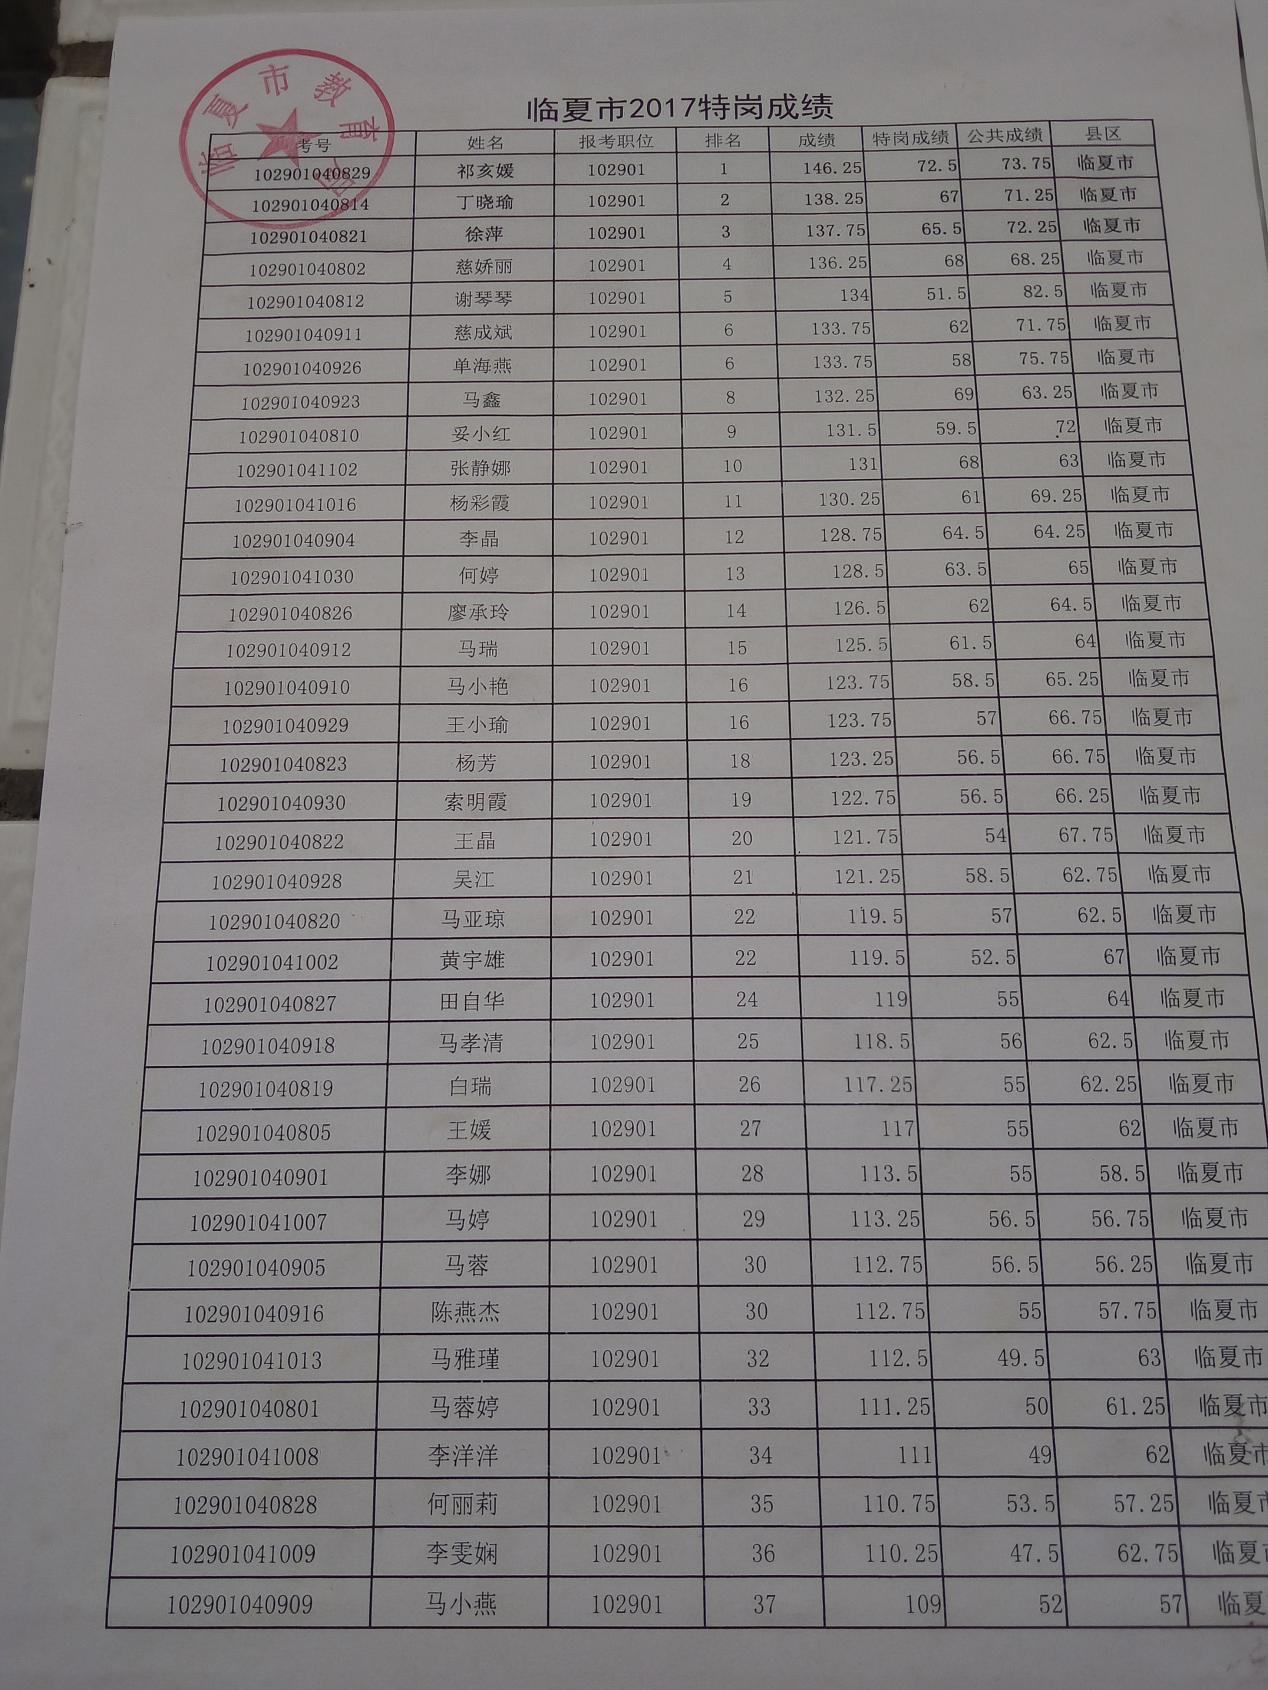 临夏市教育局
临夏市2017特岗成绩
考号 姓名 报考职位 排名 成绩 特岗成绩 公共成绩 县区
102901040829 祁亥媛 102901 1 146.25 72.5 73.75 临夏市
102901040814 丁晓瑜 102901 2 138.25 67 71.25 临夏市
102901040821 徐萍 102901 3 137.75 65.5 72.25 临夏市
102901040802 慈娇丽 102901 4 136.25 68 68.25 临夏市
102901040812 谢琴琴 102901 5 134 51.5 82.5 临夏市
102901040911 慈成斌 102901 6 133.75 62 71.75 临夏市
102901040926 单海燕 102901 6 133.75 58 75.75 临夏市
102901040923 马鑫 102901 8 132.25 69 63.25 临夏市
102901040810 妥小红 102901 9 131.5 59.5 72 临夏市
102901041102 张静娜 102901 10 131 68 63 临夏市
102901041016 杨彩霞 102901 11 130.25 61 69.25 临夏市
102901040904 李晶 102901 12 128.75 64.5 64.25 临夏市
102901041030 何婷 102901 13 128.5 63.5 65 临夏市
102901040826 廖承玲 102901 14 126.5 62 64.5 临夏市
102901040912 马瑞 102901 15 125.5 61.5 64 临夏市
102901040910 马小艳 102901 16 123.75 58.5 65.25 临夏市
102901040929 王小瑜 102901 16 123.75 57 66.75 临夏市
102901040823 杨芳 102901 18 123.25 56.5 66.75 临夏市
102901040930 索明霞 102901 19 122.75 56.5 66.25 临夏市
102901040822 王晶 102901 20 121.75 54 67.75 临夏市
102901040928 吴江 102901 21 121.25 58.5 62.75 临夏市
102901040820 马亚琼 102901 22 119.5 57 62.5 临夏市
102901041002 黄宇雄 102901 22 119.5 52.5 67 临夏市
102901040827 田自华 102901 24 119 55 64 临夏市
102901040918 马孝清 102901 25 118.5 56 62.5 临夏市
102901040819 白瑞 102901 26 117.25 55 62.25 临夏市
102901040805 王媛 102901 27 117 55 62 临夏市
102901040901 李娜 102901 28 113.5 55 58.5 临夏市
102901041007 马婷 102901 29 113.25 56.5 56.75 临夏市
102901040905 马蓉 102901 30 112.75 56.5 56.25 临夏市
102901040916 陈燕杰 102901 30 112.75 55 57.75 临夏市
102901041013 马雅瑾 102901 32 112.5 49.5 63 临夏市
102901040801 马蓉婷 102901 33 111.25 50 61.25 临夏市
102901041008 李洋洋 102901 34 111 49 62 临夏市
102901040828 何丽莉 102901 35 110.75 53.5 57.25 临夏市
102901041009 李雯娴 102901 36 110.25 47.5 62.75 临夏
102901040909 马小燕 102901 37 109 52 57 临夏